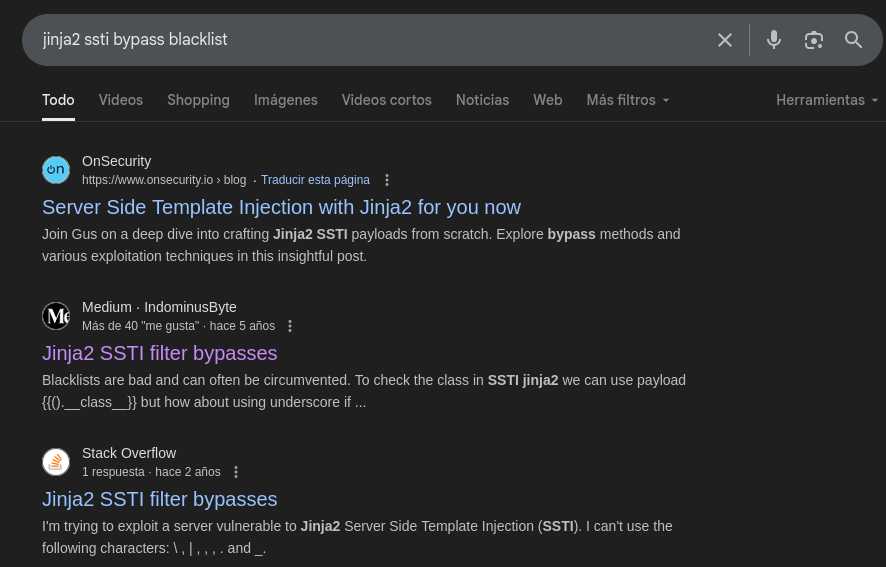 jinja2 ssti bypass blacklist
Todo Videos Shopping Imágenes Videos cortos Noticias Web Más filtros Herramientas
OnSecurity
https://www.onsecurity.io › blog · Traducir esta página
Server Side Template Injection with Jinja2 for you now
Join Gus on a deep dive into crafting Jinja2 SSTI payloads from scratch. Explore bypass methods and
various exploitation techniques in this insightful post.
Medium · IndominusByte
Más de 40 "me gusta" · hace 5 años
Jinja2 SSTI filter bypasses
Blacklists are bad and can often be circumvented. To check the class in SSTI jinja2 we can use payload
{{().__class__}} but how about using underscore if ...
Stack Overflow
1 respuesta · hace 2 años
Jinja2 SSTI filter bypasses
I'm trying to exploit a server vulnerable to Jinja2 Server Side Template Injection (SSTI). I can't use the
following characters: \ , | , , , . and _.